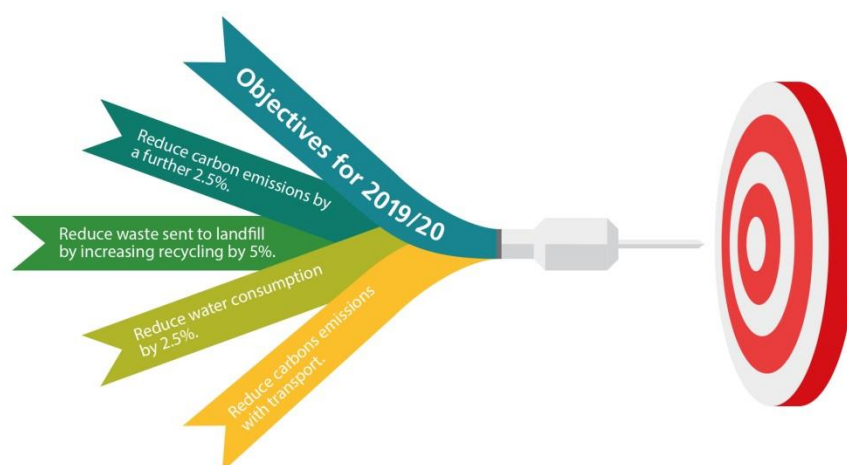 Objectives for 2019/20
Reduce carbon emissions by
a further 2.5%.
Reduce waste sent to landfill
by increasing recycling by 5%.
Reduce water consumption
by 2.5%.
Reduce carbons emissions
with transport.